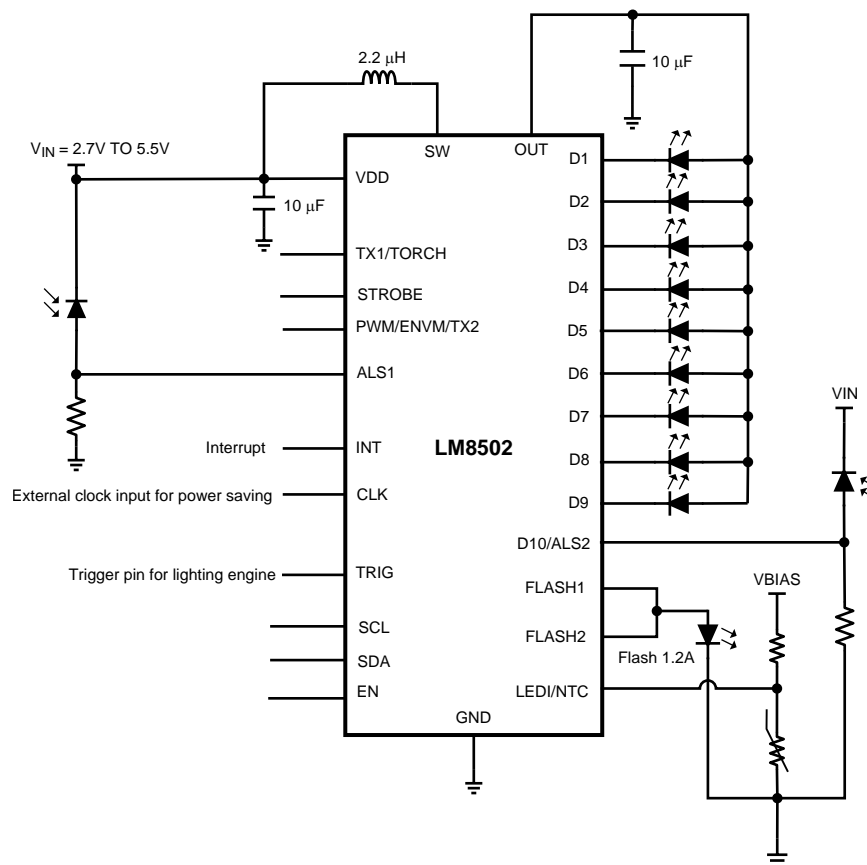 2.2 μH
10 μF
VIN = 2.7V TO 5.5V
SW
OUT
VDD
10 μF
D1
D2
D3
D4
D5
D6
D7
D8
D9
TX1/TORCH
STROBE
PWM/ENVM/TX2
ALS1
Interrupt
INT
LM8502
External clock input for power saving
CLK
VIN
D10/ALS2
Trigger pin for lighting engine
TRIG
FLASH1
VBIAS
SCL
FLASH2
Flash 1.2A
SDA
EN
LEDI/NTC
GND